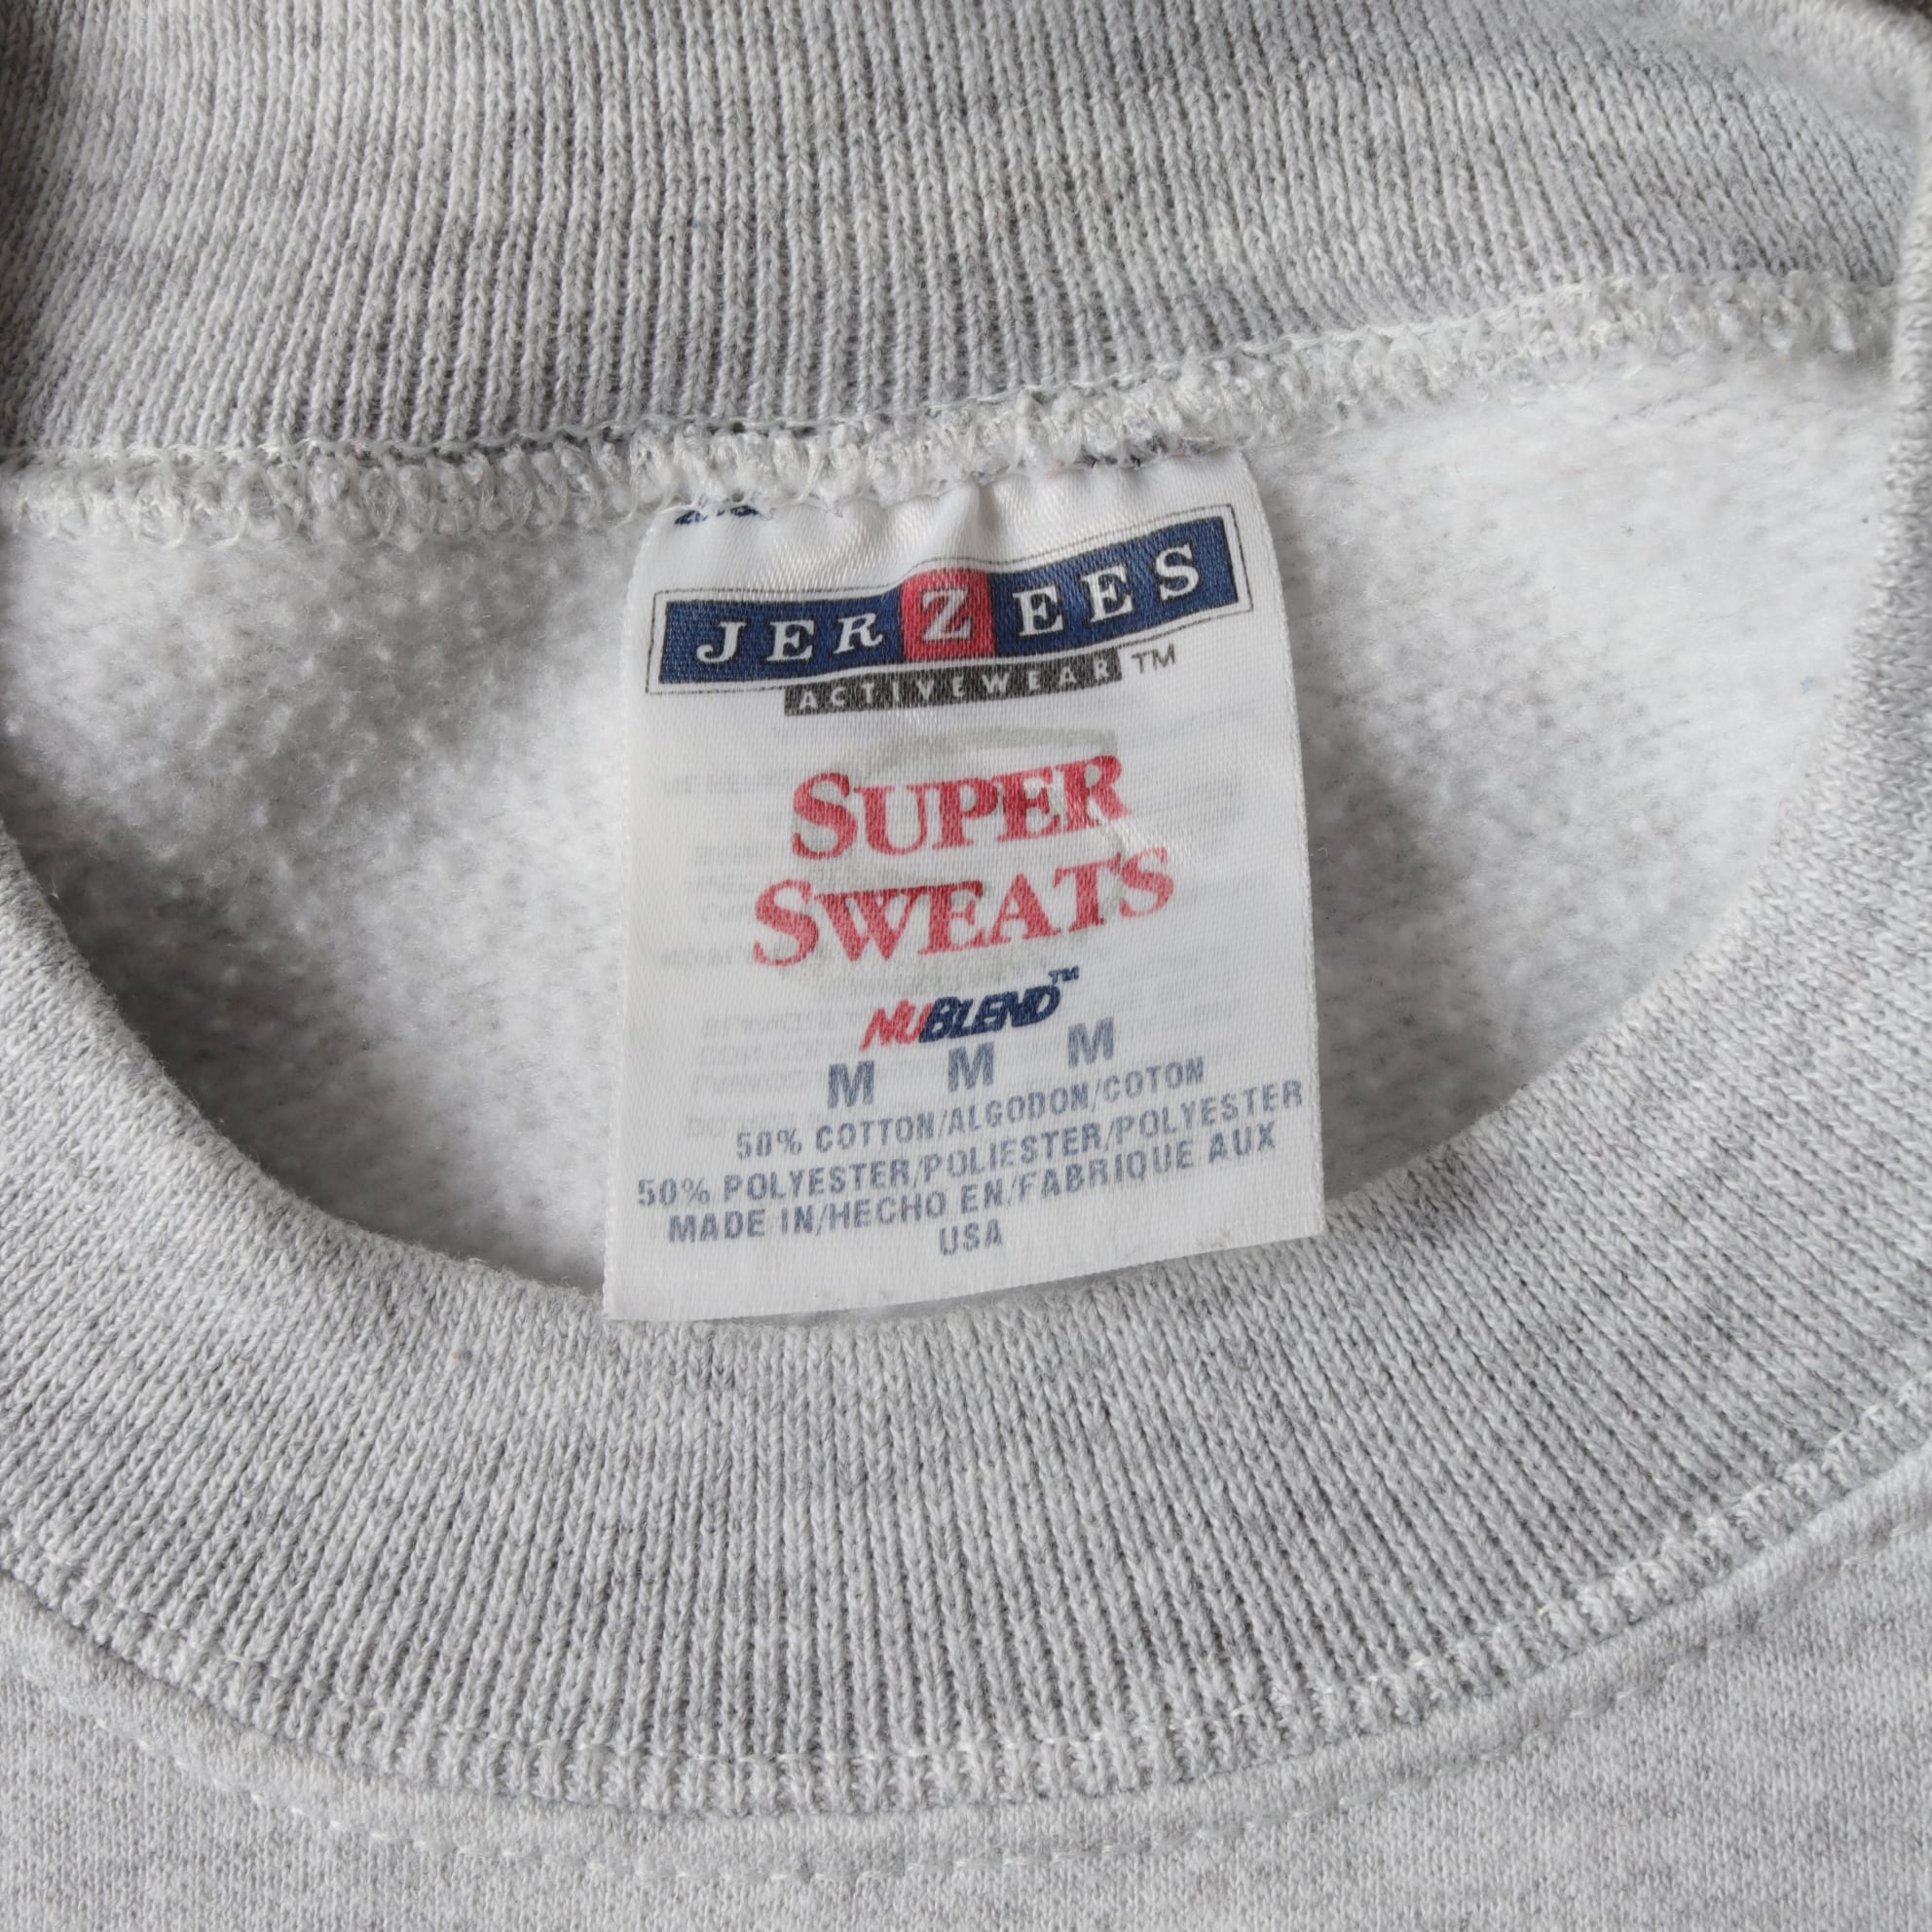 JERZEES
ACTIVEWEAR™
SUPER
SWEATS
NUBLEND™
M M M
50% COTTON/ALGODON/COTON
50% POLYESTER/POLIESTER/POLYESTER
MADE IN/HECHO EN/FABRIQUE AUX
USA